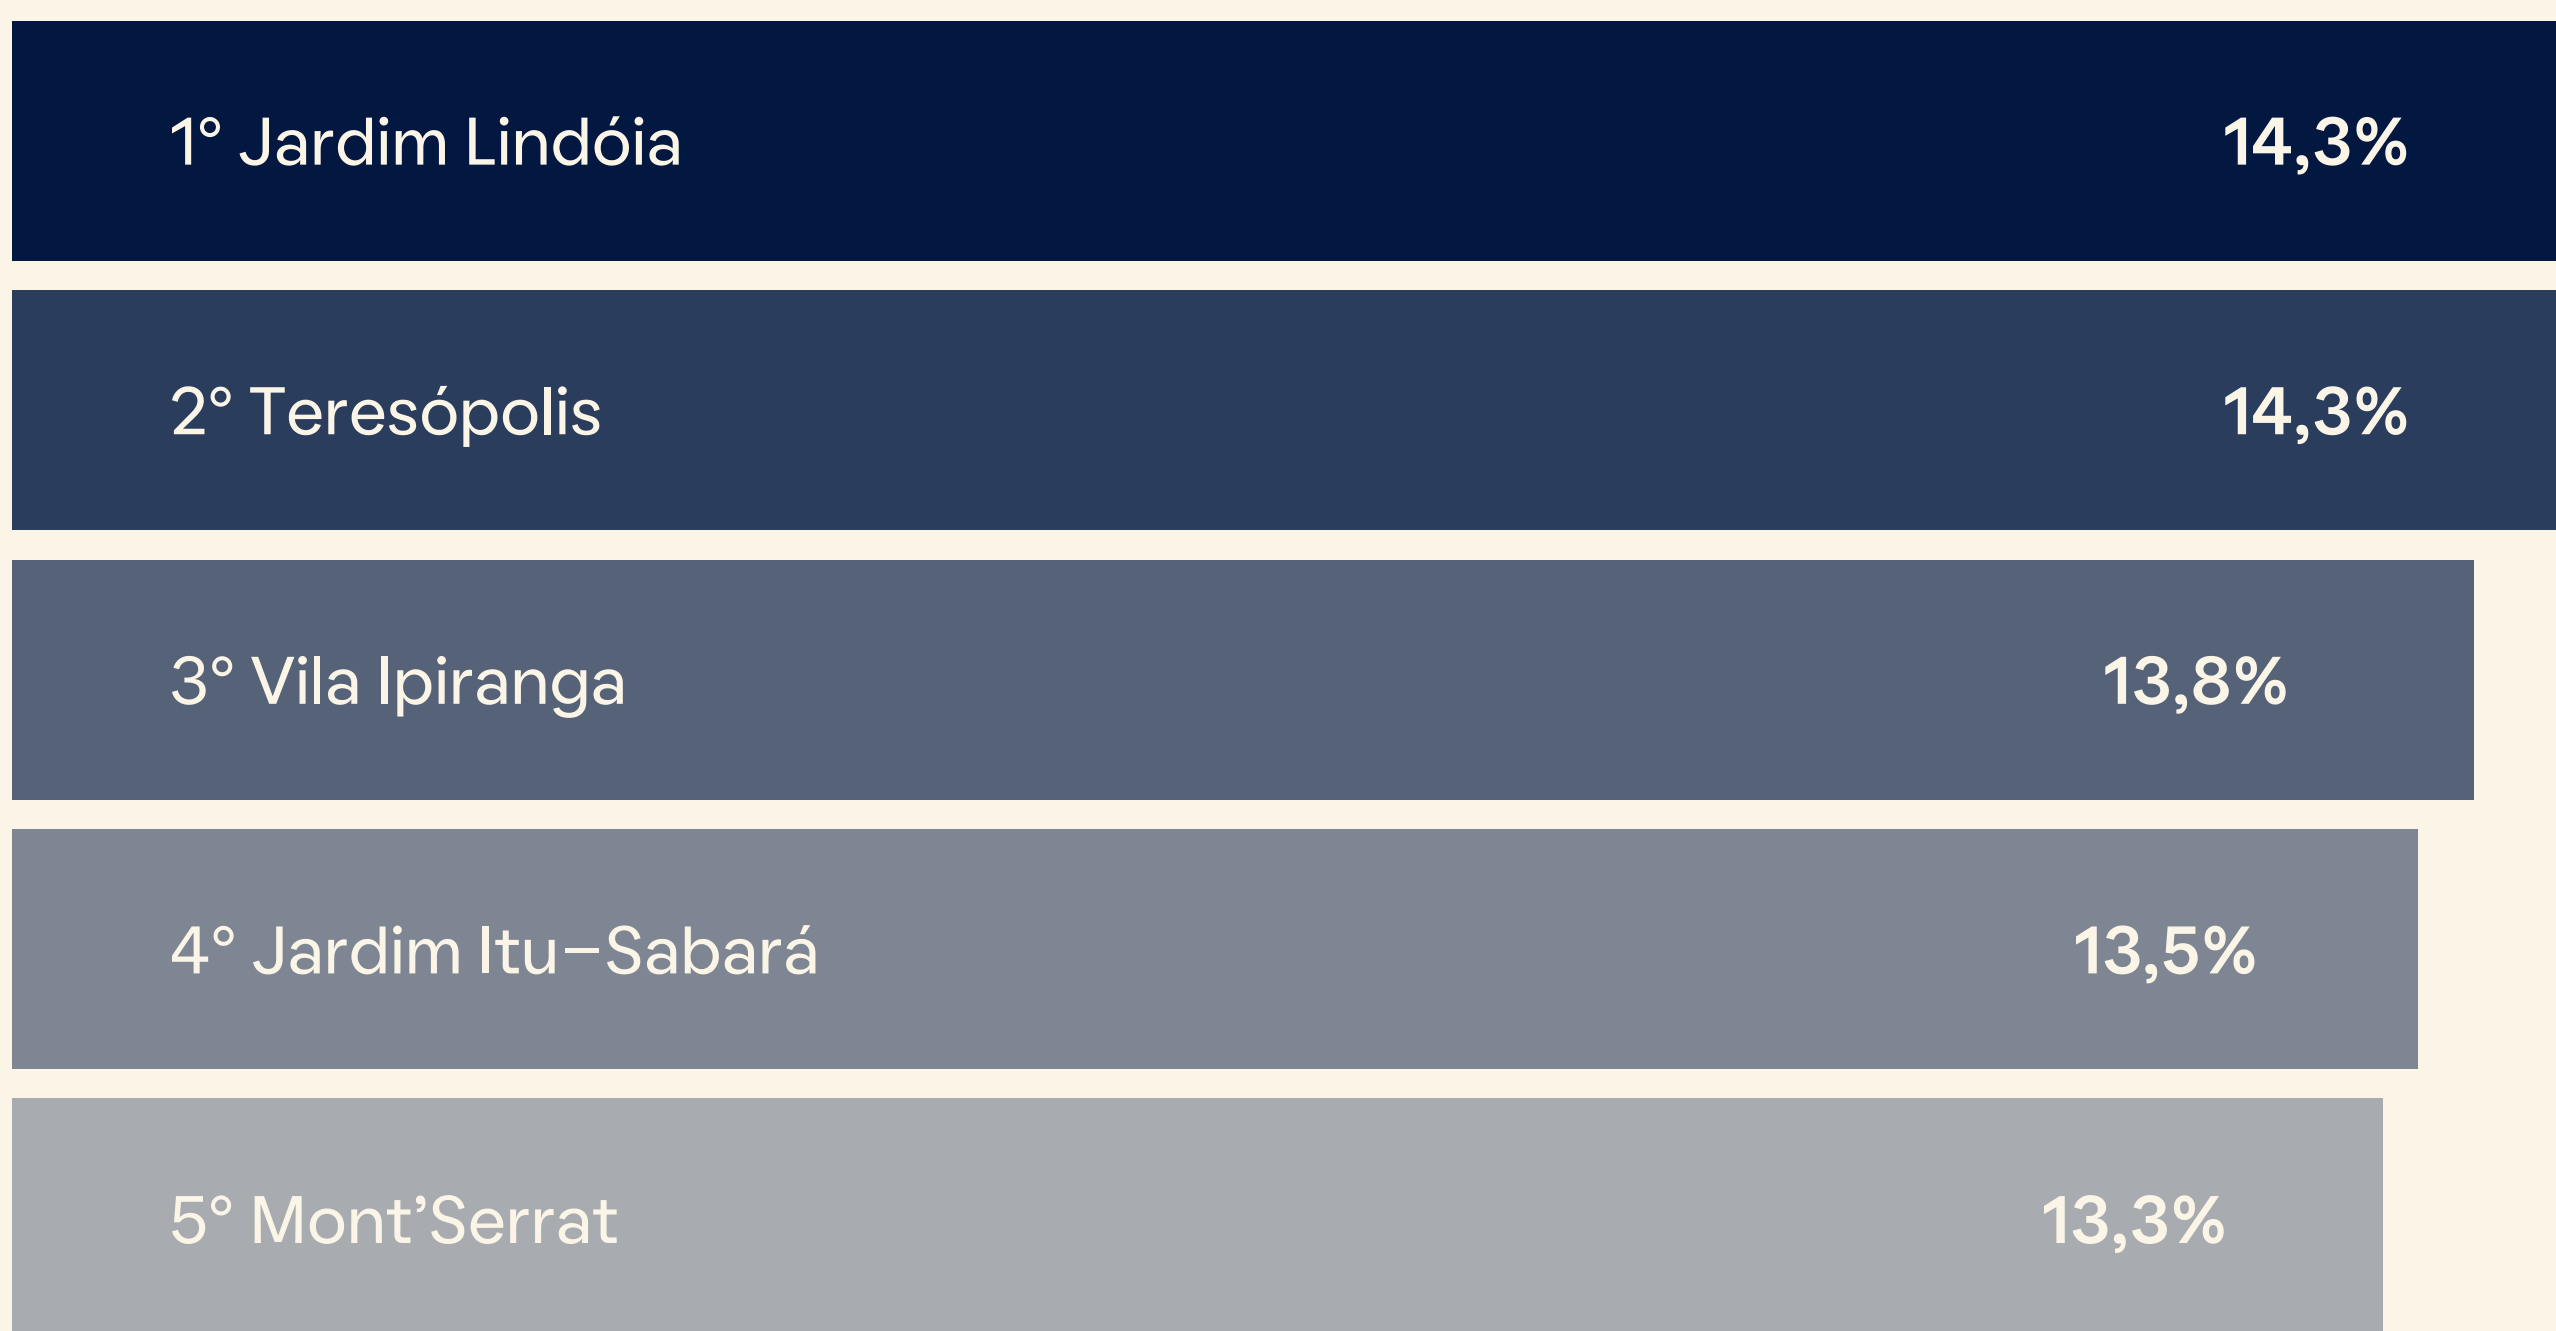 1° Jardim Lindóia 14,3%
2° Teresópolis 14,3%
3° Vila Ipiranga 13,8%
4° Jardim Itu–Sabará 13,5%
5° Mont’Serrat 13,3%